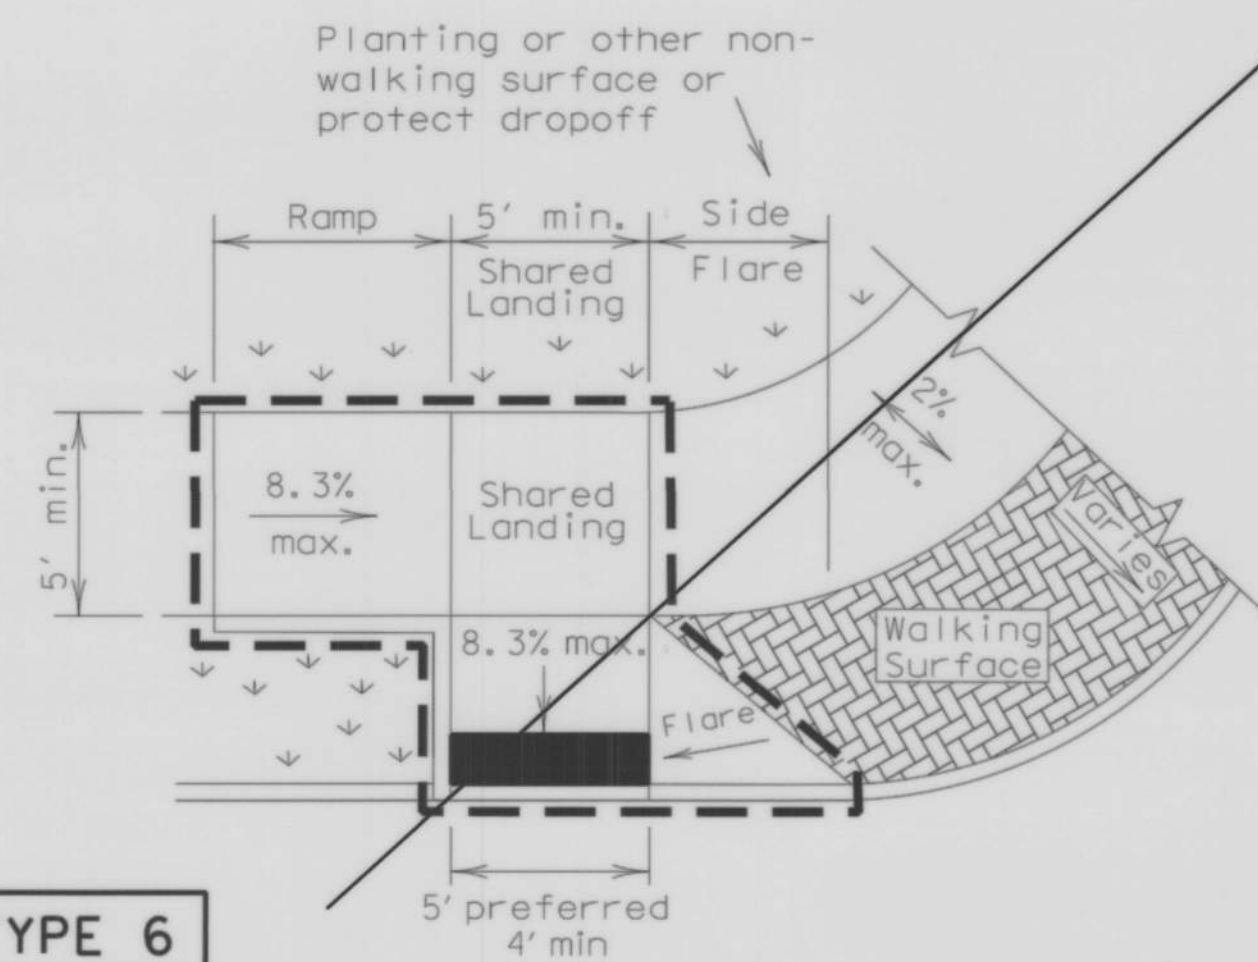 Planting or other non-
walking surface or
protect dropoff
Ramp
5' min.
Side
Shared
Landing
Flare
5' min.
8.3%
max.
Shared
Landing
2%
max.
Varies
Walking
Surface
8.3% max.
Flare
5' preferred
4' min
YPE 6